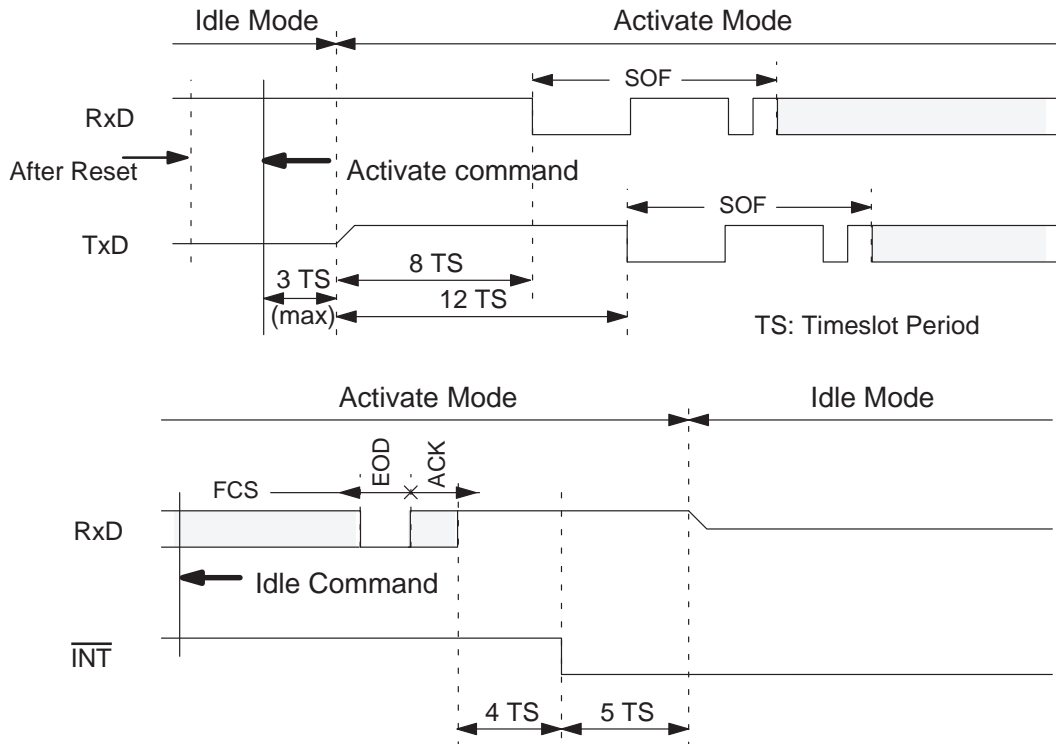 Idle Mode
Activate Mode
SOF
RxD
After Reset
Activate command
SOF
TxD
8 TS
3 TS
(max)
12 TS
TS: Timeslot Period
Activate Mode
Idle Mode
EOD
ACK
FCS
RxD
Idle Command
INT
4 TS
5 TS